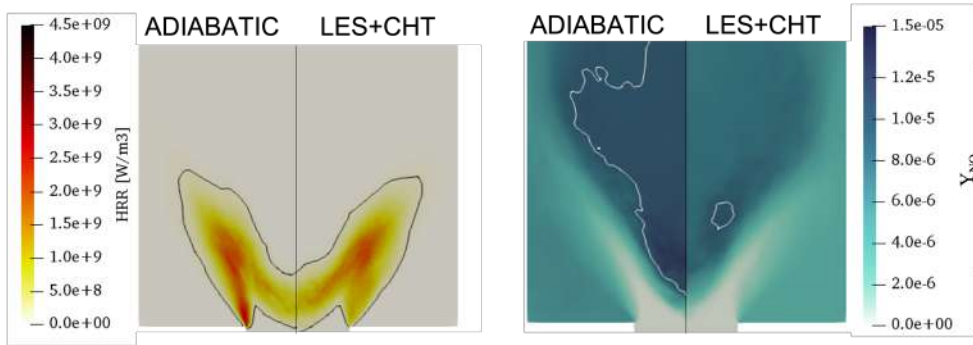 ADIABATIC
LES+CHT
4.5e+09
4.0e+9
3.5e+9
3.0e+9
2.5e+9
2.0e+9
1.5e+9
1.0e+9
5.0e+8
0.0e+00
HRR [W/m3]
ADIABATIC
LES+CHT
1.5e-05
1.2e-5
1.0e-5
8.0e-6
6.0e-6
4.0e-6
2.0e-6
0.0e+00